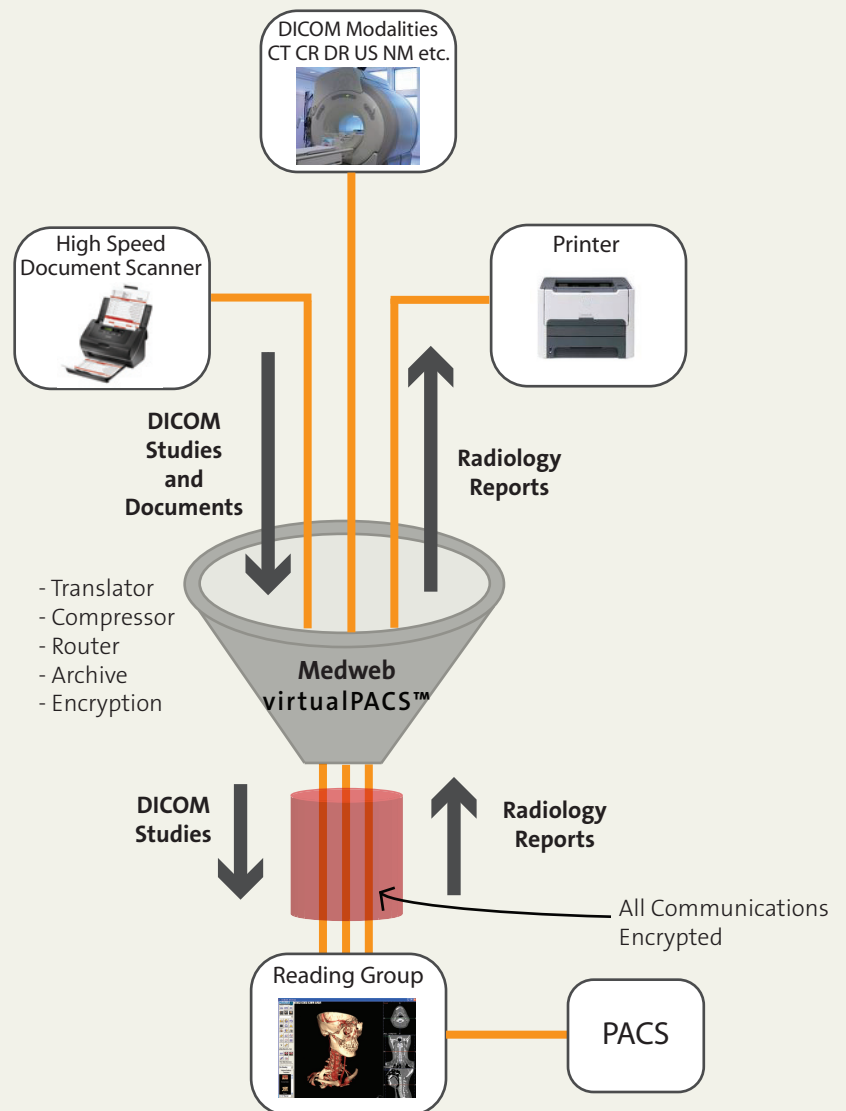 DICOM Modalities
CT CR DR US NM etc.
High Speed
Document Scanner
Printer
DICOM
Studies
and
Documents
Radiology
Reports
- Translator
- Compressor
- Router
- Archive
- Encryption
Medweb
virtualPACS™
DICOM
Studies
Radiology
Reports
All Communications
Encrypted
Reading Group
PACS